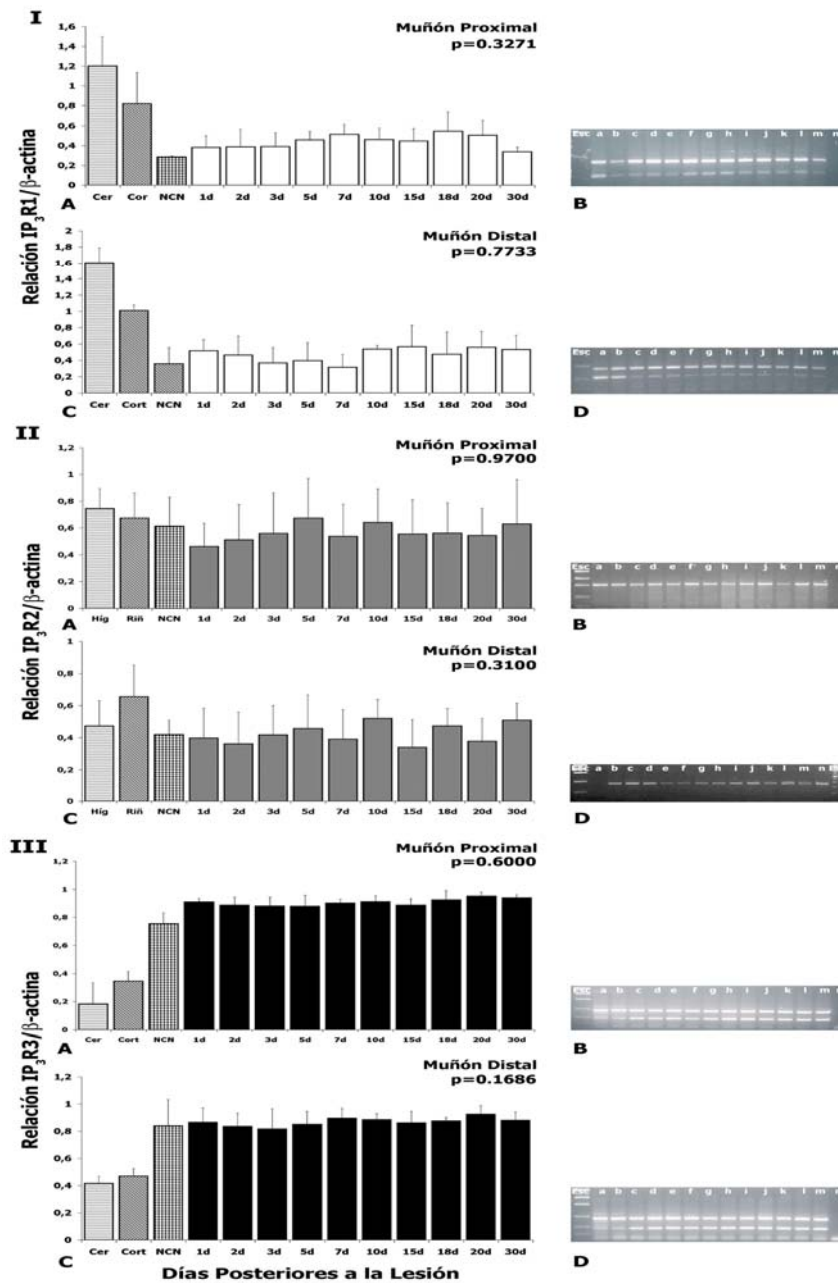 I
Muñón Proximal
p=0.3271
1,6
1,4
1,2
1
0,8
0,6
0,4
0,2
0
Cer Cor NCN 1d 2d 3d 5d 7d 10d 15d 18d 20d 30d
A
Esc a b c d e f g h i j k l m n
B
Relación IP3R1/β-actina
Muñón Distal
p=0.7733
2
1,8
1,6
1,4
1,2
1
0,8
0,6
0,4
0,2
0
Cer Cort NCN 1d 2d 3d 5d 7d 10d 15d 18d 20d 30d
C
Esc a b c d e f g h i j k l m n
D
II
Muñón Proximal
p=0.9700
1,2
1
0,8
0,6
0,4
0,2
0
Híg Riñ NCN 1d 2d 3d 5d 7d 10d 15d 18d 20d 30d
A
Esc a b c d e f g h i j k l m n
B
Relación IP3R2/β-actina
Muñón Distal
p=0.3100
1
0,8
0,6
0,4
0,2
0
Híg Riñ NCN 1d 2d 3d 5d 7d 10d 15d 18d 20d 30d
C
Esc a b c d e f g h i j k l m n
D
III
Muñón Proximal
p=0.6000
1,2
1
0,8
0,6
0,4
0,2
0
Cer Cort NCN 1d 2d 3d 5d 7d 10d 15d 18d 20d 30d
A
Esc a b c d e f g h i j k l m n
B
Relación IP3R3/β-actina
Muñón Distal
p=0.1686
1,2
1
0,8
0,6
0,4
0,2
0
Cer Cort NCN 1d 2d 3d 5d 7d 10d 15d 18d 20d 30d
C
Esc a b c d e f g h i j k l m n
D
Días Posteriores a la Lesión